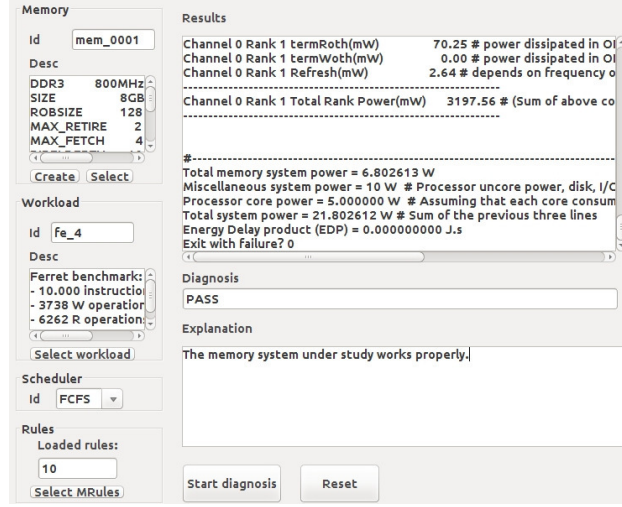 Memory
Id mem_0001
Desc
DDR3 800MHz
SIZE 8GB
ROBSIZE 128
MAX_RETIRE 2
MAX_FETCH 4
Create Select
Workload
Id fe_4
Desc
Ferret benchmark:
- 10.000 instruction
- 3738 W operation
- 6262 R operation
Select workload
Scheduler
Id FCFS
Rules
Loaded rules:
10
Select MRules
Results
Channel 0 Rank 1 termRoth(mW) 70.25 # power dissipated in
Channel 0 Rank 1 termWoth(mW) 0.00 # power dissipated in
Channel 0 Rank 1 Refresh(mW) 2.64 # depends on frequency o
------------------------------------------------------------
Channel 0 Rank 1 Total Rank Power(mW) 3197.56 # (Sum of above co
------------------------------------------------------------
#------------------------------------------------------------
Total memory system power = 6.802613 W
Miscellaneous system power = 10 W # Processor uncore power, disk, I/
Processor core power = 5.000000 W # Assuming that each core consum
Total system power = 21.802612 W # Sum of the previous three lines
Energy Delay product (EDP) = 0.000000000 J.s
Exit with failure? 0
Diagnosis
PASS
Explanation
The memory system under study works properly.
Start diagnosis Reset